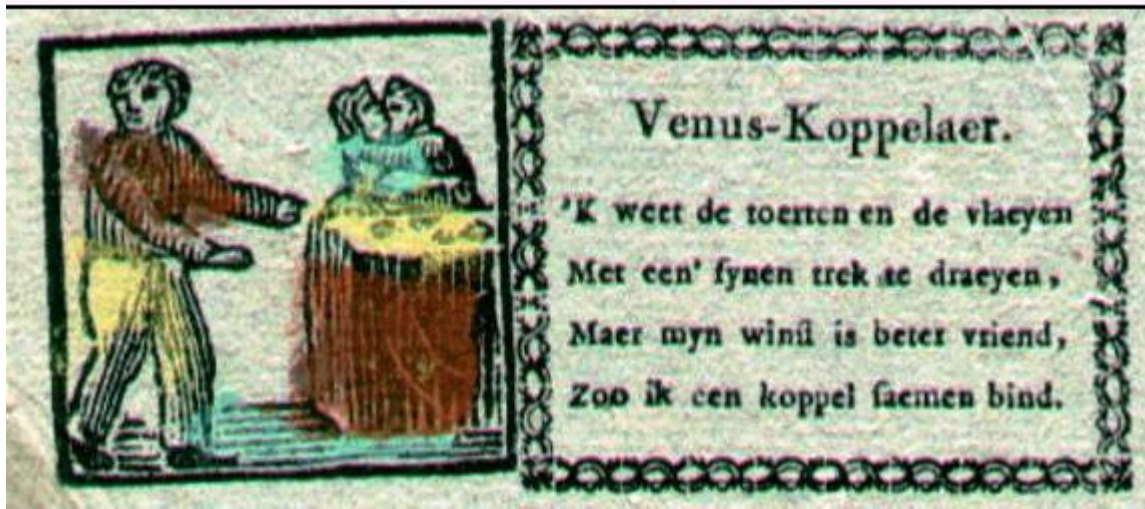 Venus-Koppelaer.
'K weet de toerten en de vlaeyen
Met een' fynen trek te draeyen,
Maer myn winſt is beter vriend,
Zoo ik een koppel ſaemen bind.